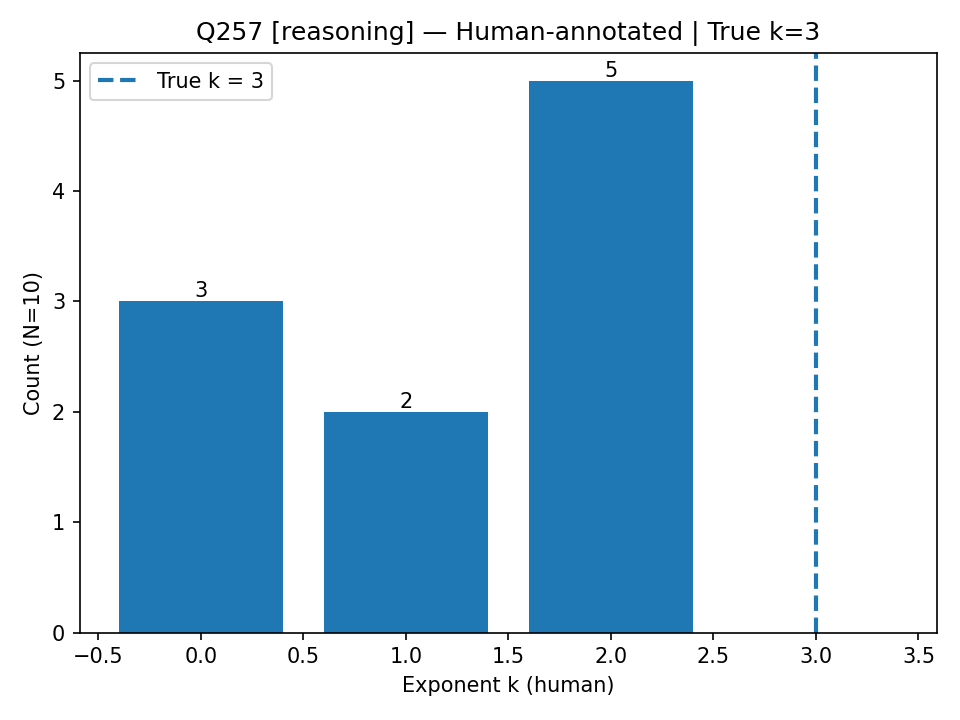 Q257 [reasoning] — Human-annotated | True k=3
True k = 3
5
3
2
5
4
3
2
1
0
Count (N=10)
−0.5 0.0 0.5 1.0 1.5 2.0 2.5 3.0 3.5
Exponent k (human)